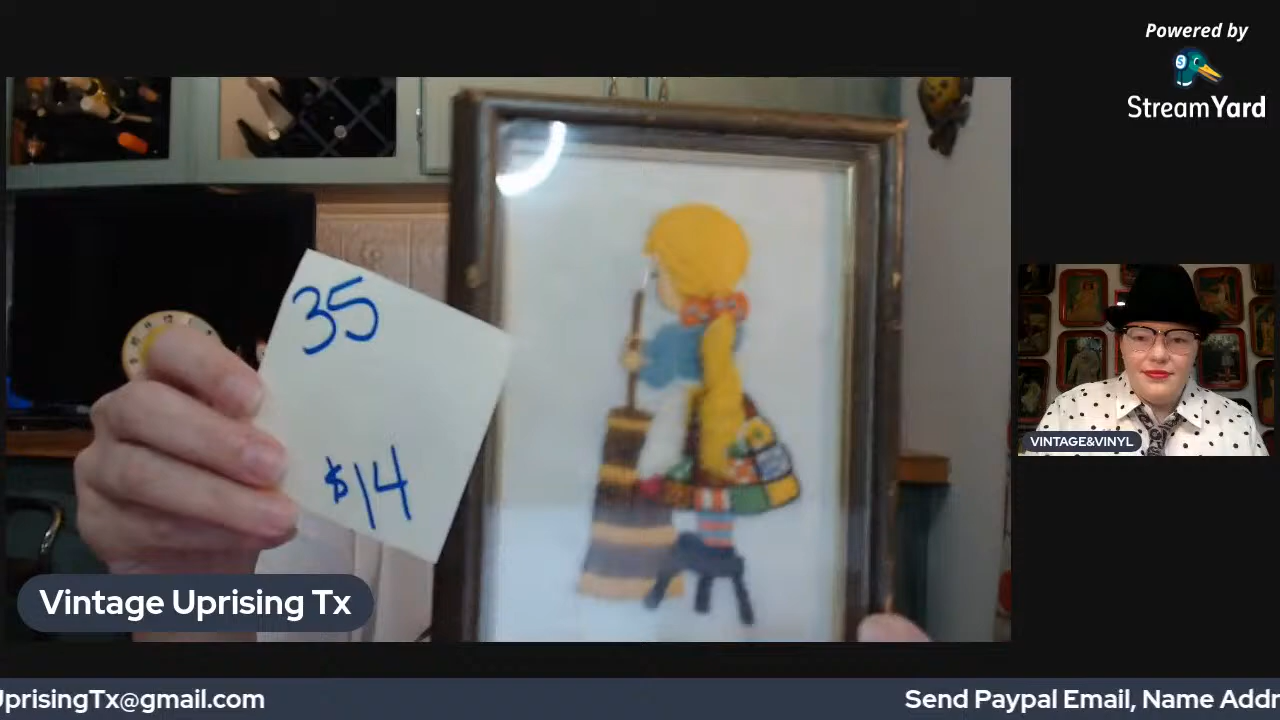 Powered by
StreamYard
35
$14
VINTAGE&VINYL
Vintage Uprising Tx
UprisingTx@gmail.com
Send Paypal Email, Name Addr